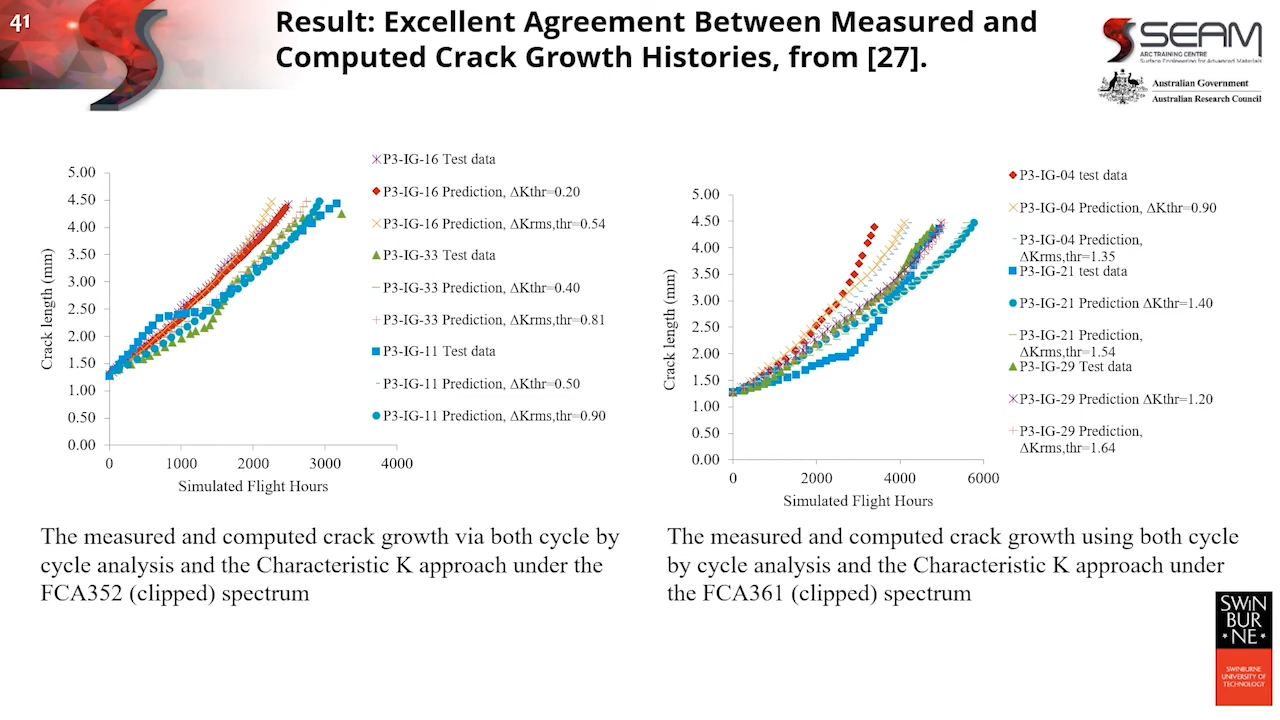 41
Result: Excellent Agreement Between Measured and
Computed Crack Growth Histories, from [27].
SEAM
ARC TRAINING CENTRE
Surface Engineering for Advanced Materials
Australian Government
Australian Research Council
Crack length (mm)
5.00
4.50
4.00
3.50
3.00
2.50
2.00
1.50
1.00
0.50
0.00
0 1000 2000 3000 4000
Simulated Flight Hours
P3-IG-16 Test data
P3-IG-16 Prediction, ΔKthr=0.20
P3-IG-16 Prediction, ΔKrms,thr=0.54
P3-IG-33 Test data
P3-IG-33 Prediction, ΔKthr=0.40
P3-IG-33 Prediction, ΔKrms,thr=0.81
P3-IG-11 Test data
P3-IG-11 Prediction, ΔKthr=0.50
P3-IG-11 Prediction, ΔKrms,thr=0.90
The measured and computed crack growth via both cycle by
cycle analysis and the Characteristic K approach under the
FCA352 (clipped) spectrum
Crack length (mm)
5.00
4.50
4.00
3.50
3.00
2.50
2.00
1.50
1.00
0.50
0.00
0 2000 4000 6000
Simulated Flight Hours
P3-IG-04 test data
P3-IG-04 Prediction, ΔKthr=0.90
P3-IG-04 Prediction,
ΔKrms,thr=1.35
P3-IG-21 test data
P3-IG-21 Prediction ΔKthr=1.40
P3-IG-21 Prediction,
ΔKrms,thr=1.54
P3-IG-29 Test data
P3-IG-29 Prediction ΔKthr=1.20
P3-IG-29 Prediction,
ΔKrms,thr=1.64
The measured and computed crack growth using both cycle
by cycle analysis and the Characteristic K approach under
the FCA361 (clipped) spectrum
SWIN
BUR
NE
SWINBURNE
UNIVERSITY OF
TECHNOLOGY